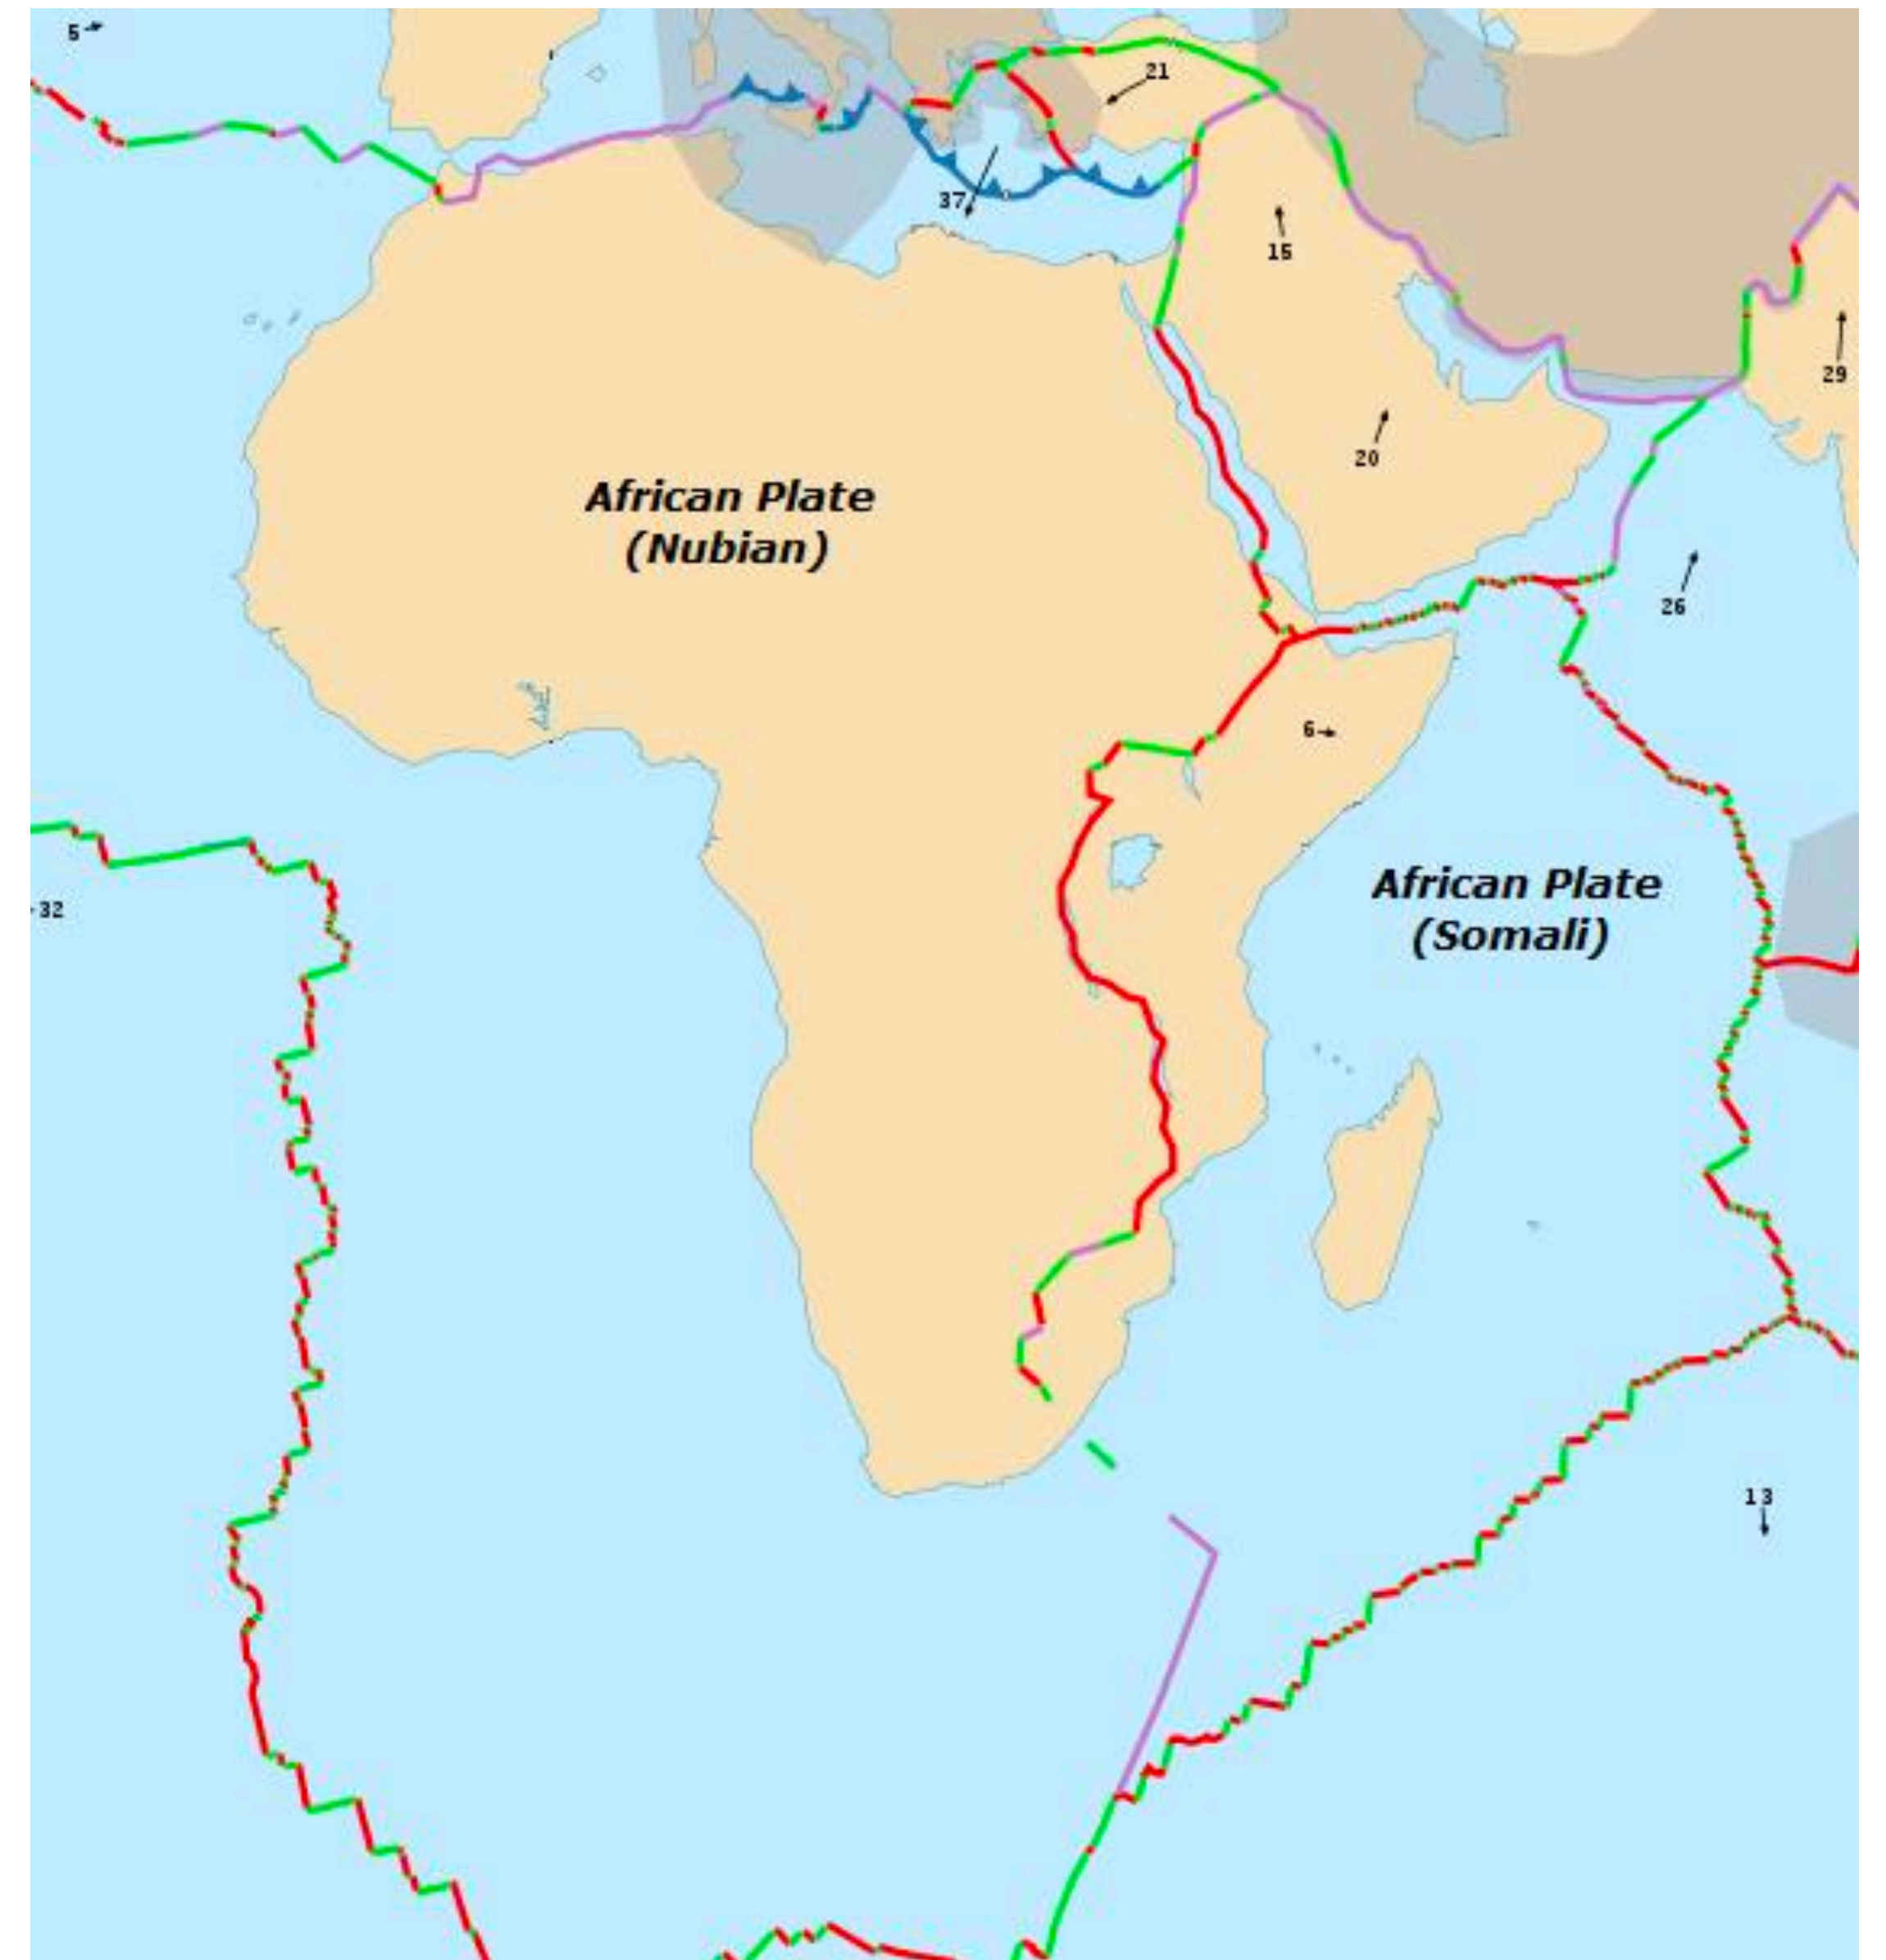 5
21
37
15
29
20
African Plate
(Nubian)
26
6
African Plate
(Somali)
32
13